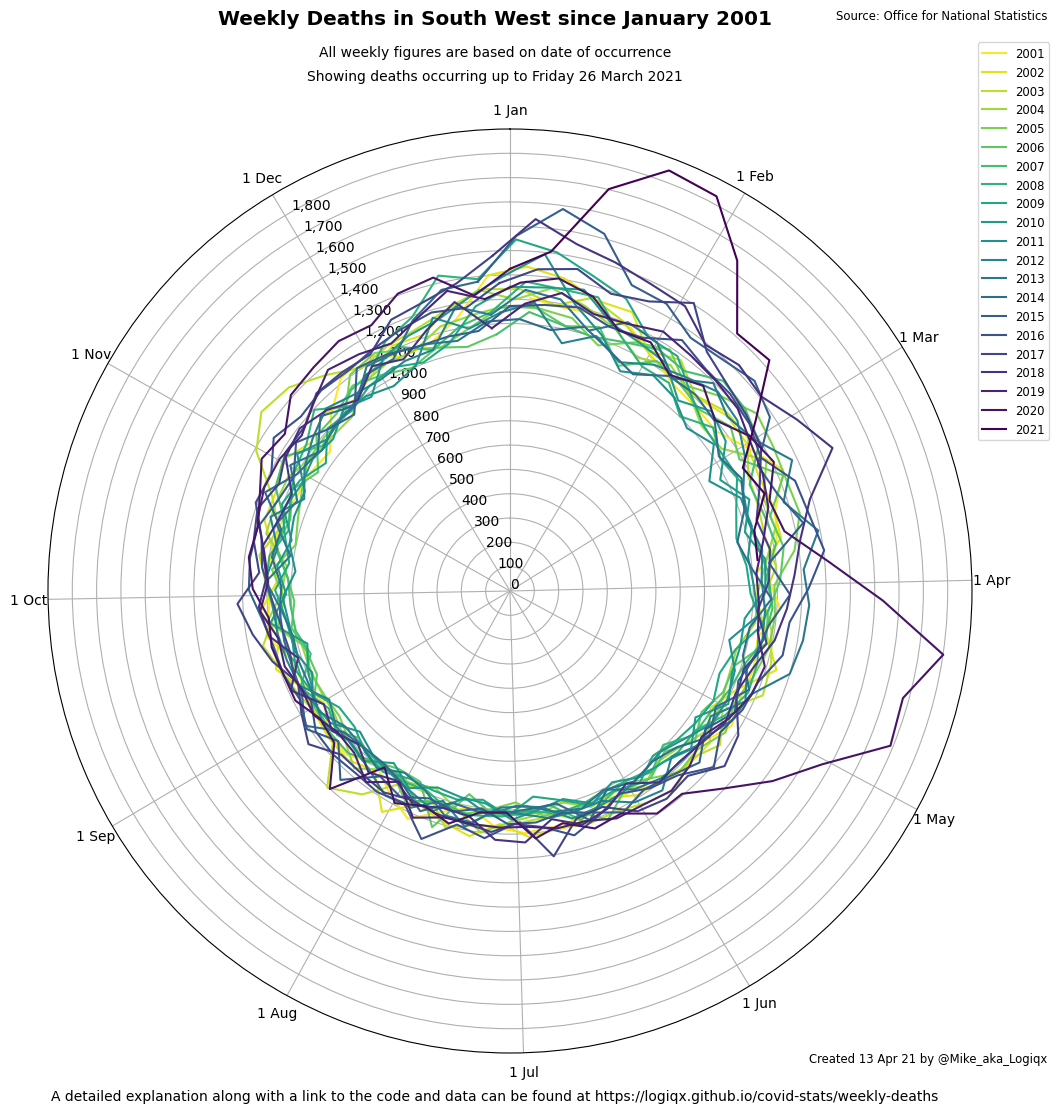 Weekly Deaths in South West since January 2001
Source: Office for National Statistics
All weekly figures are based on date of occurrence
Showing deaths occurring up to Friday 26 March 2021
2001
2002
2003
2004
2005
2006
2007
2008
2009
2010
2011
2012
2013
2014
2015
2016
2017
2018
2019
2020
2021
1 Jan
1 Feb
1 Mar
1 Apr
1 May
1 Jun
1 Jul
1 Aug
1 Sep
1 Oct
1 Nov
1 Dec
1,800
1,700
1,600
1,500
1,400
1,300
1,200
1,000
900
800
700
600
500
400
300
200
100
0
Created 13 Apr 21 by @Mike_aka_Logiqx
A detailed explanation along with a link to the code and data can be found at https://logiqx.github.io/covid-stats/weekly-deaths